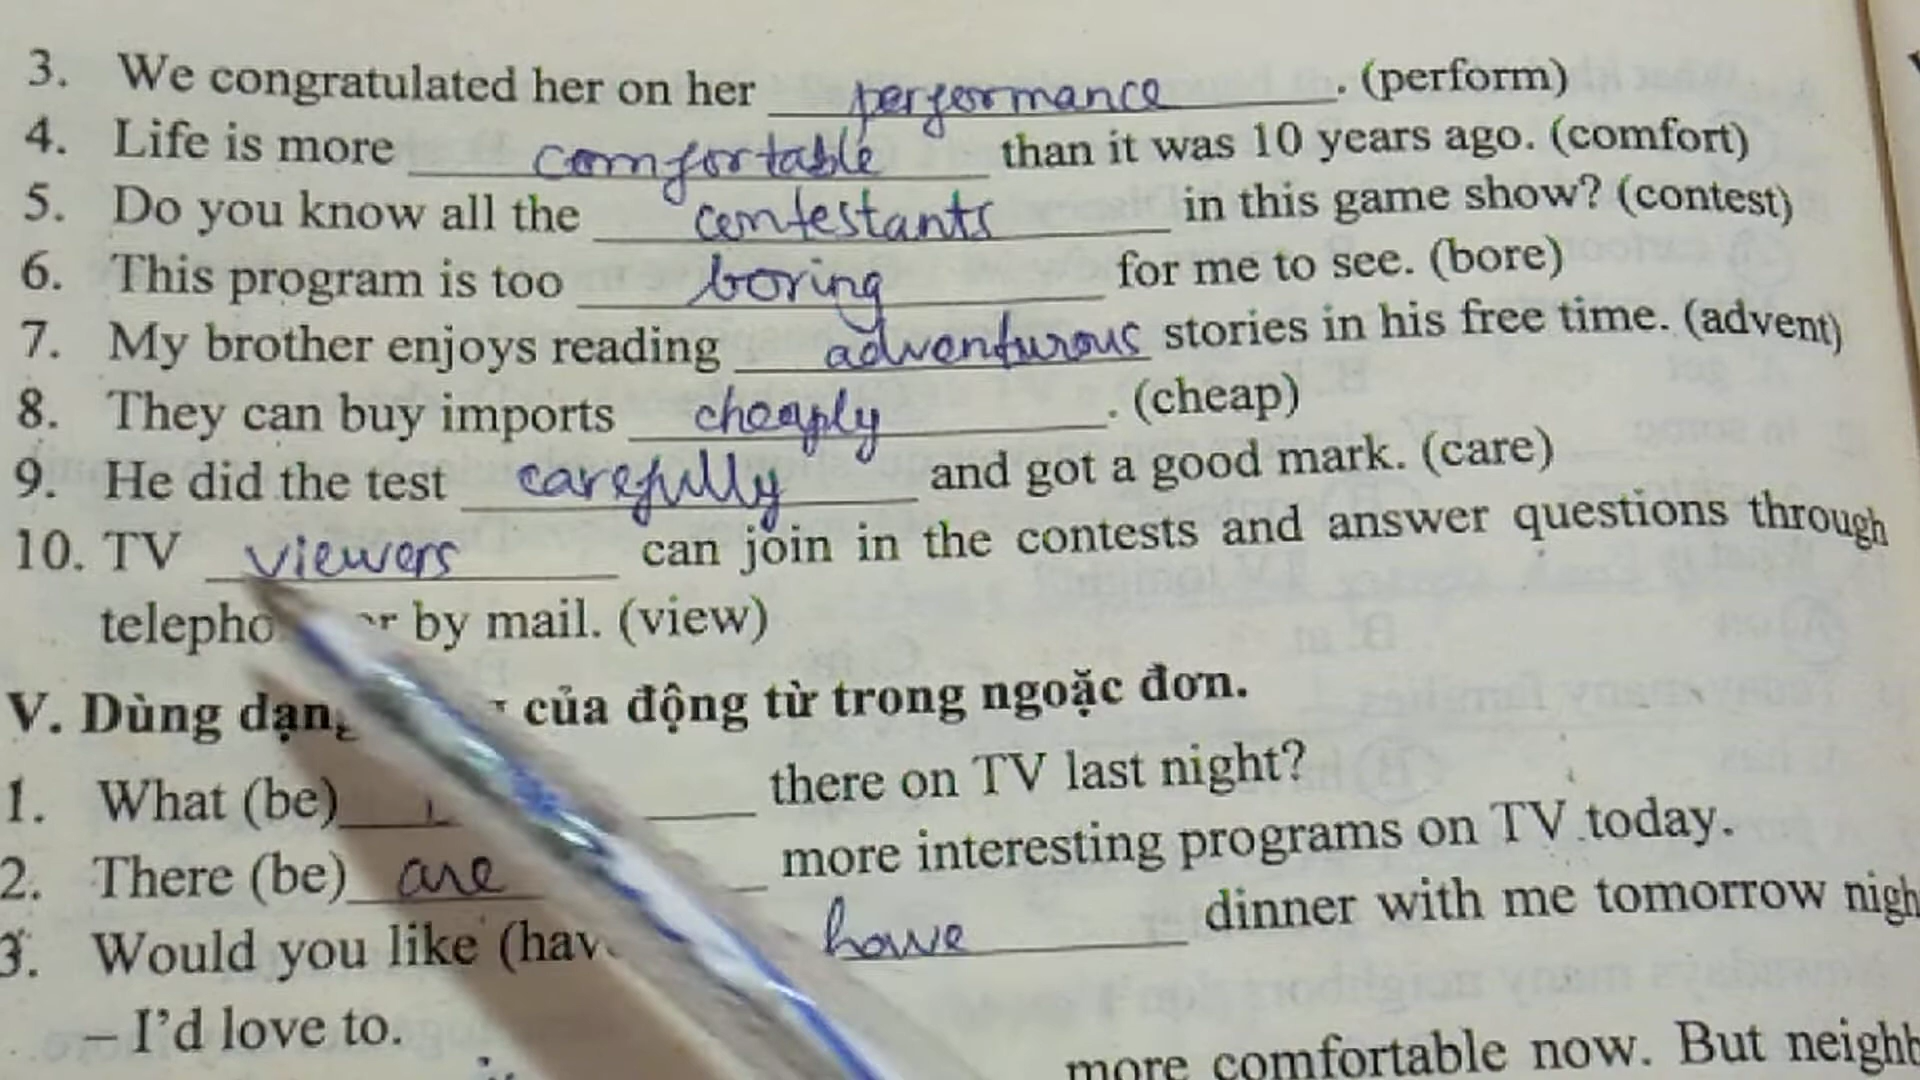 3. We congratulated her on her performance. (perform)
4. Life is more comfortable than it was 10 years ago. (comfort)
5. Do you know all the contestants in this game show? (contest)
6. This program is too boring for me to see. (bore)
7. My brother enjoys reading adventurous stories in his free time. (advent)
8. They can buy imports cheaply. (cheap)
9. He did the test carefully and got a good mark. (care)
10. TV viewers can join in the contests and answer questions through
by mail. (view)
V. Dùng của động từ trong ngoặc đơn.
1. What (be) there on TV last night?
2. There (be) are more interesting programs on TV today.
3. Would you like have dinner with me tomorrow
– I'd love to.
more comfortable now. But